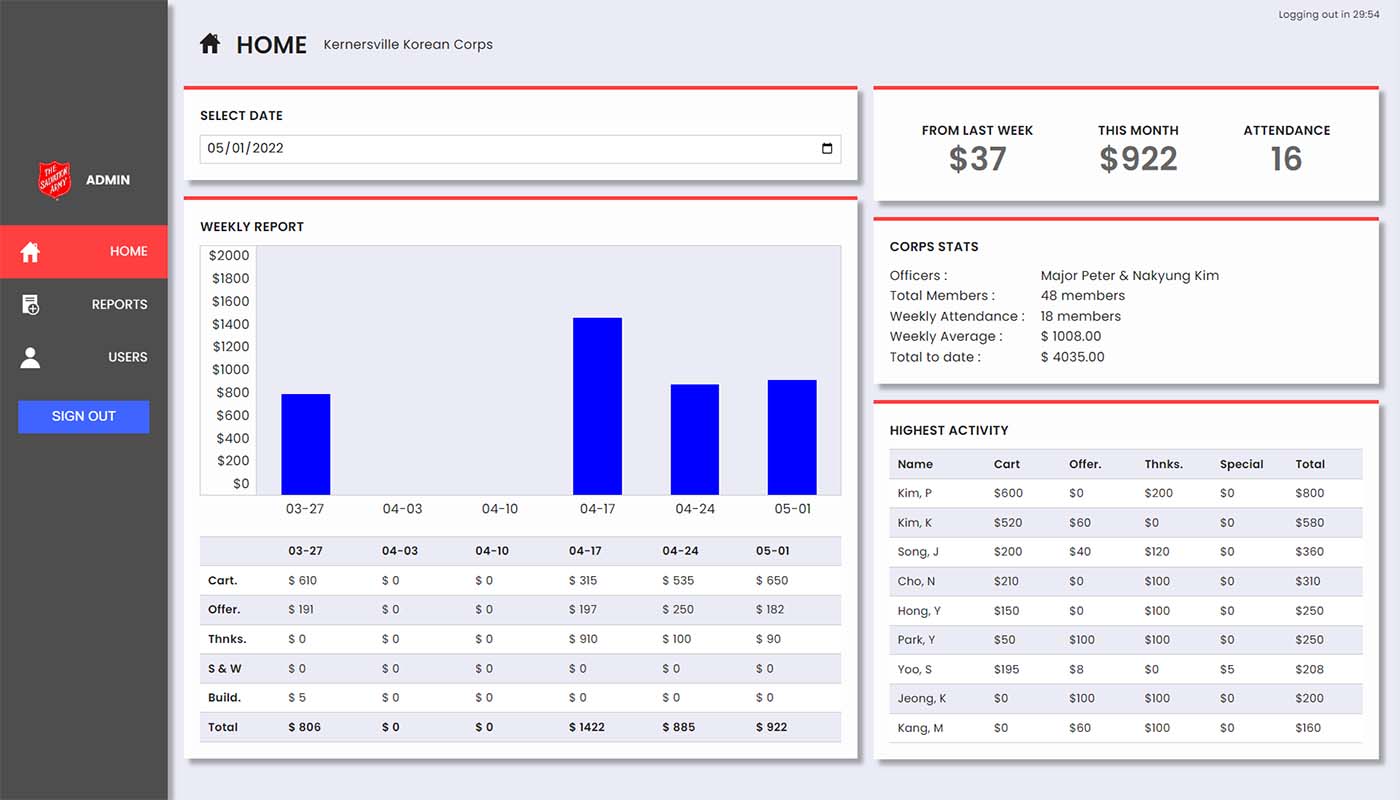 Logging out in 29:54
HOME Kernersville Korean Corps
THE SALVATION ARMY
ADMIN
HOME
REPORTS
USERS
SIGN OUT
SELECT DATE
05/01/2022
WEEKLY REPORT
$2000
$1800
$1600
$1400
$1200
$1000
$800
$600
$400
$200
$0
03-27 04-03 04-10 04-17 04-24 05-01
03-27 04-03 04-10 04-17 04-24 05-01
Cart. $ 610 $ 0 $ 0 $ 315 $ 535 $ 650
Offer. $ 191 $ 0 $ 0 $ 197 $ 250 $ 182
Thnks. $ 0 $ 0 $ 0 $ 910 $ 100 $ 90
S & W $ 0 $ 0 $ 0 $ 0 $ 0 $ 0
Build. $ 5 $ 0 $ 0 $ 0 $ 0 $ 0
Total $ 806 $ 0 $ 0 $ 1422 $ 885 $ 922
FROM LAST WEEK THIS MONTH ATTENDANCE
$37 $922 16
CORPS STATS
Officers : Major Peter & Nakyung Kim
Total Members : 48 members
Weekly Attendance : 18 members
Weekly Average : $ 1008.00
Total to date : $ 4035.00
HIGHEST ACTIVITY
Name Cart Offer. Thnks. Special Total
Kim, P $600 $0 $200 $0 $800
Kim, K $520 $60 $0 $0 $580
Song, J $200 $40 $120 $0 $360
Cho, N $210 $0 $100 $0 $310
Hong, Y $150 $0 $100 $0 $250
Park, Y $50 $100 $100 $0 $250
Yoo, S $195 $8 $0 $5 $208
Jeong, K $0 $100 $100 $0 $200
Kang, M $0 $60 $100 $0 $160